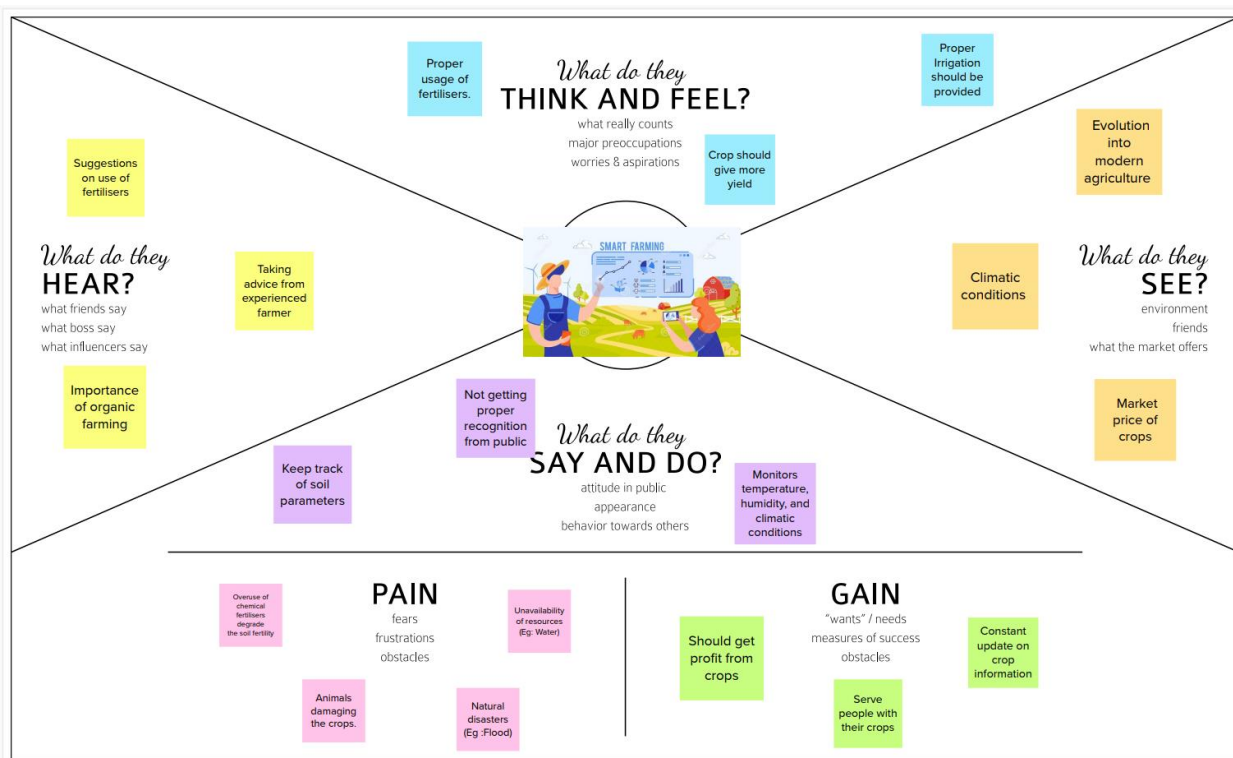 Proper
usage of
fertilisers.
What do they
THINK AND FEEL?
what really counts
major preoccupations
worries & aspirations
Crop should
give more
yield
Proper
Irrigation
should be
provided
Suggestions
on use of
fertilisers
What do they
HEAR?
what friends say
what boss say
what influencers say
Taking
advice from
experienced
farmer
Importance
of organic
farming
SMART FARMING
Evolution
into
modern
agriculture
Climatic
conditions
What do they
SEE?
environment
friends
what the market offers
Market
price of
crops
Not getting
proper
recognition
from public
What do they
SAY AND DO?
attitude in public
appearance
behavior towards others
Keep track
of soil
parameters
Monitors
temperature,
humidity, and
climatic
conditions
PAIN
fears
frustrations
obstacles
Overuse of
chemical
fertilisers
degrade
the soil fertility
Unavailability
of resources
(Eg: Water)
Animals
damaging
the crops.
Natural
disasters
(Eg :Flood)
GAIN
"wants" / needs
measures of success
obstacles
Should get
profit from
crops
Constant
update on
crop
information
Serve
people with
their crops